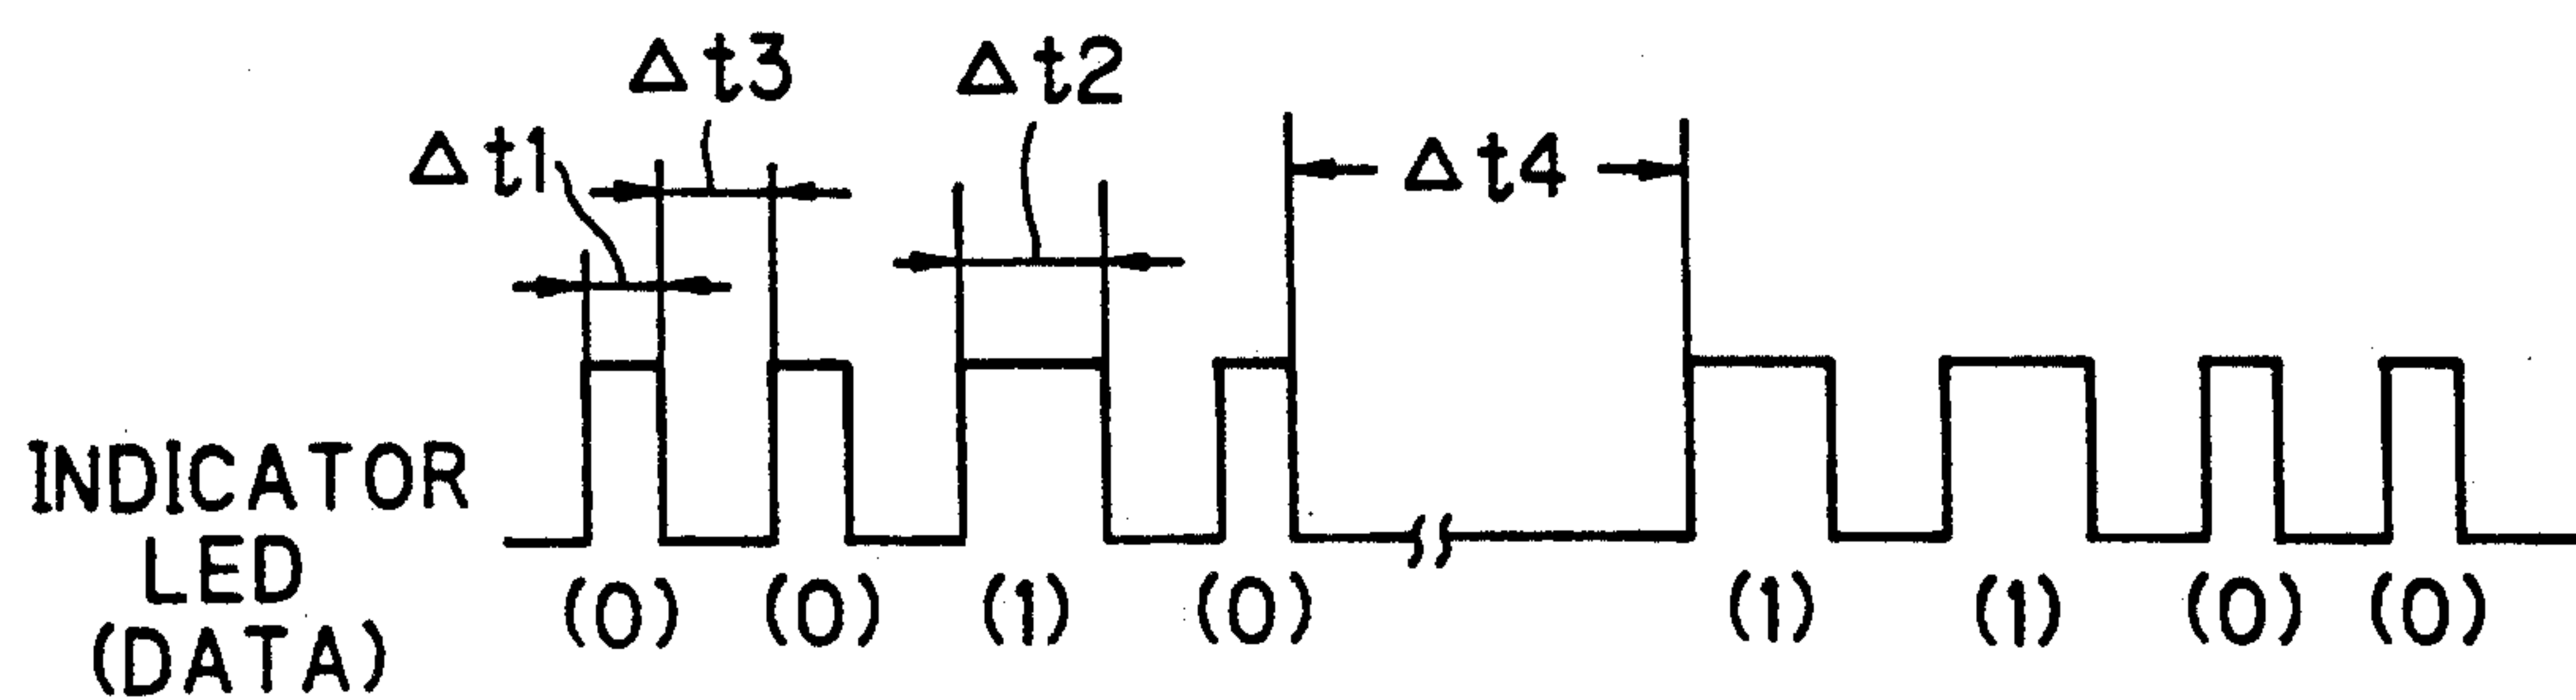 Δt3 Δt2
Δt1 Δt4
INDICATOR
LED
(DATA)
(0) (0) (1) (0) (1) (1) (0) (0)